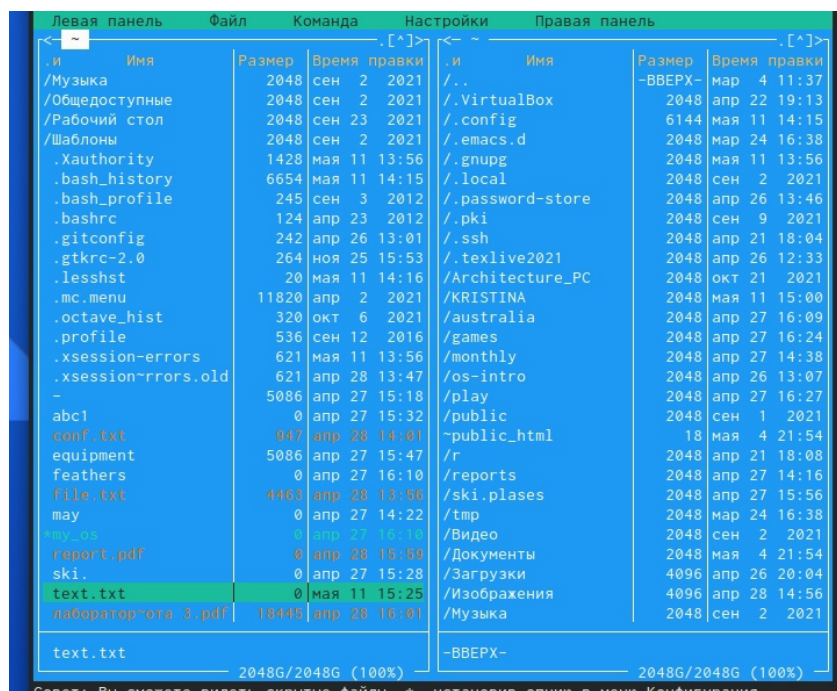 Левая панель Файл Команда Настройки Правая панель
<─ ~ ─.[^]>
.и Имя Размер Время правки
/Музыка 2048 сен 2 2021
/Общедоступные 2048 сен 2 2021
/Рабочий стол 2048 сен 23 2021
/Шаблоны 2048 сен 2 2021
.Xauthority 1428 мая 11 13:56
.bash_history 6654 мая 11 14:15
.bash_profile 245 сен 3 2012
.bashrc 124 апр 23 2012
.gitconfig 242 апр 26 13:01
.gtkrc-2.0 264 ноя 25 15:53
.lesshst 20 мая 11 14:16
.mc.menu 11820 апр 2 2021
.octave_hist 320 окт 6 2021
.profile 536 сен 12 2016
.xsession-errors 621 мая 11 13:56
.xsession~rrors.old 621 апр 28 13:47
– 5086 апр 27 15:18
abc1 0 апр 27 15:32
conf.txt 947 апр 28 14:01
equipment 5086 апр 27 15:47
feathers 0 апр 27 16:10
file.txt 4463 апр 28 13:56
may 0 апр 27 14:22
*my_os 0 апр 27 16:10
report.pdf 0 апр 28 15:59
ski. 0 апр 27 15:28
text.txt 0 мая 11 15:25
лаборатор~ота 3.pdf 18445 апр 28 16:01
text.txt
2048G/2048G (100%)
<─ ~ ─.[^]>
.и Имя Размер Время правки
/.. -ВВЕРХ- мар 4 11:37
/.VirtualBox 2048 апр 22 19:13
/.config 6144 мая 11 14:15
/.emacs.d 2048 мар 24 16:38
/.gnupg 2048 мая 11 13:56
/.local 2048 сен 2 2021
/.password-store 2048 апр 26 13:46
/.pki 2048 сен 9 2021
/.ssh 2048 апр 21 18:04
/.texlive2021 2048 апр 26 12:33
/Architecture_PC 2048 окт 21 2021
/KRISTINA 2048 мая 11 15:00
/australia 2048 апр 27 16:09
/games 2048 апр 27 16:24
/monthly 2048 апр 27 14:38
/os-intro 2048 апр 26 13:07
/play 2048 апр 27 16:27
/public 2048 сен 1 2021
~public_html 18 мая 4 21:54
/r 2048 апр 21 18:08
/reports 2048 апр 27 14:16
/ski.plases 2048 апр 27 15:56
/tmp 2048 мар 24 16:38
/Видео 2048 сен 2 2021
/Документы 2048 мая 4 21:54
/Загрузки 4096 апр 26 20:04
/Изображения 4096 апр 28 14:56
/Музыка 2048 сен 2 2021
-ВВЕРХ-
2048G/2048G (100%)